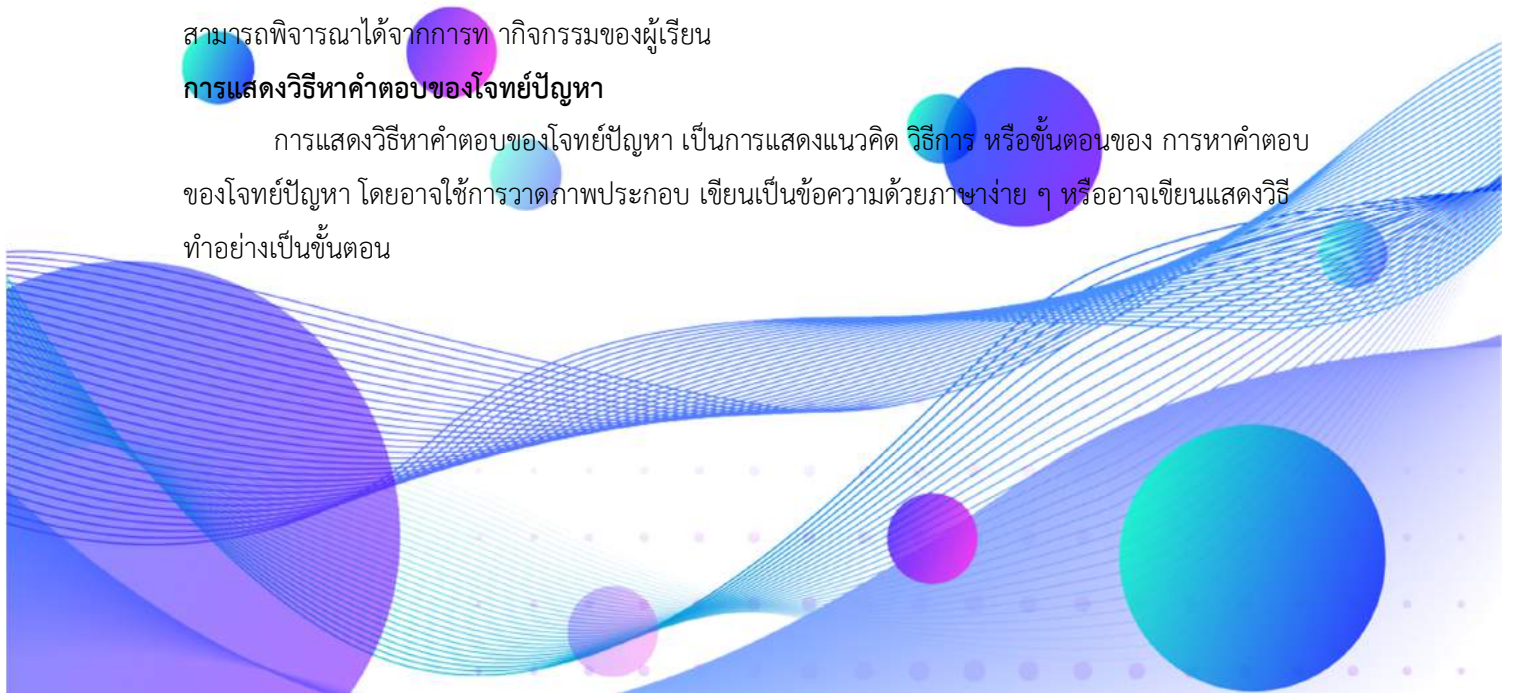 สามารถพิจารณาได้จากการท ากิจกรรมของผู้เรียน
การแสดงวิธีหาคำตอบของโจทย์ปัญหา
การแสดงวิธีหาคำตอบของโจทย์ปัญหา เป็นการแสดงแนวคิด วิธีการ หรือขั้นตอนของ การหาคำตอบ
ของโจทย์ปัญหา โดยอาจใช้การวาดภาพประกอบ เขียนเป็นข้อความด้วยภาษาง่าย ๆ หรืออาจเขียนแสดงวิธี
ทำอย่างเป็นขั้นตอน